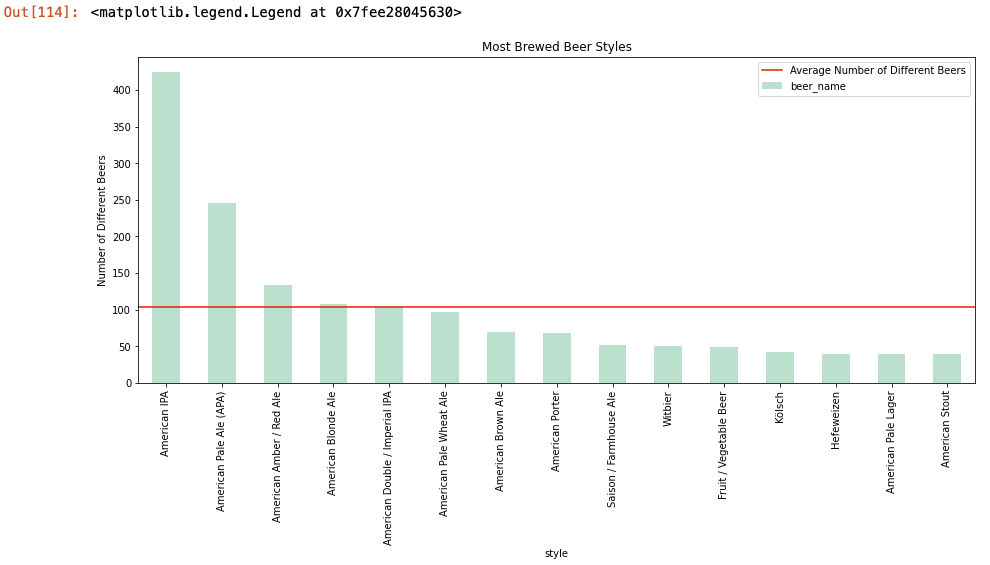 Out[114]: <matplotlib.legend.Legend at 0x7fee28045630>
Most Brewed Beer Styles
Average Number of Different Beers
beer_name
Number of Different Beers
400
350
300
250
200
150
100
50
0
American IPA
American Pale Ale (APA)
American Amber / Red Ale
American Blonde Ale
American Double / Imperial IPA
American Pale Wheat Ale
American Brown Ale
American Porter
Saison / Farmhouse Ale
Witbier
Fruit / Vegetable Beer
Kölsch
Hefeweizen
American Pale Lager
American Stout
style